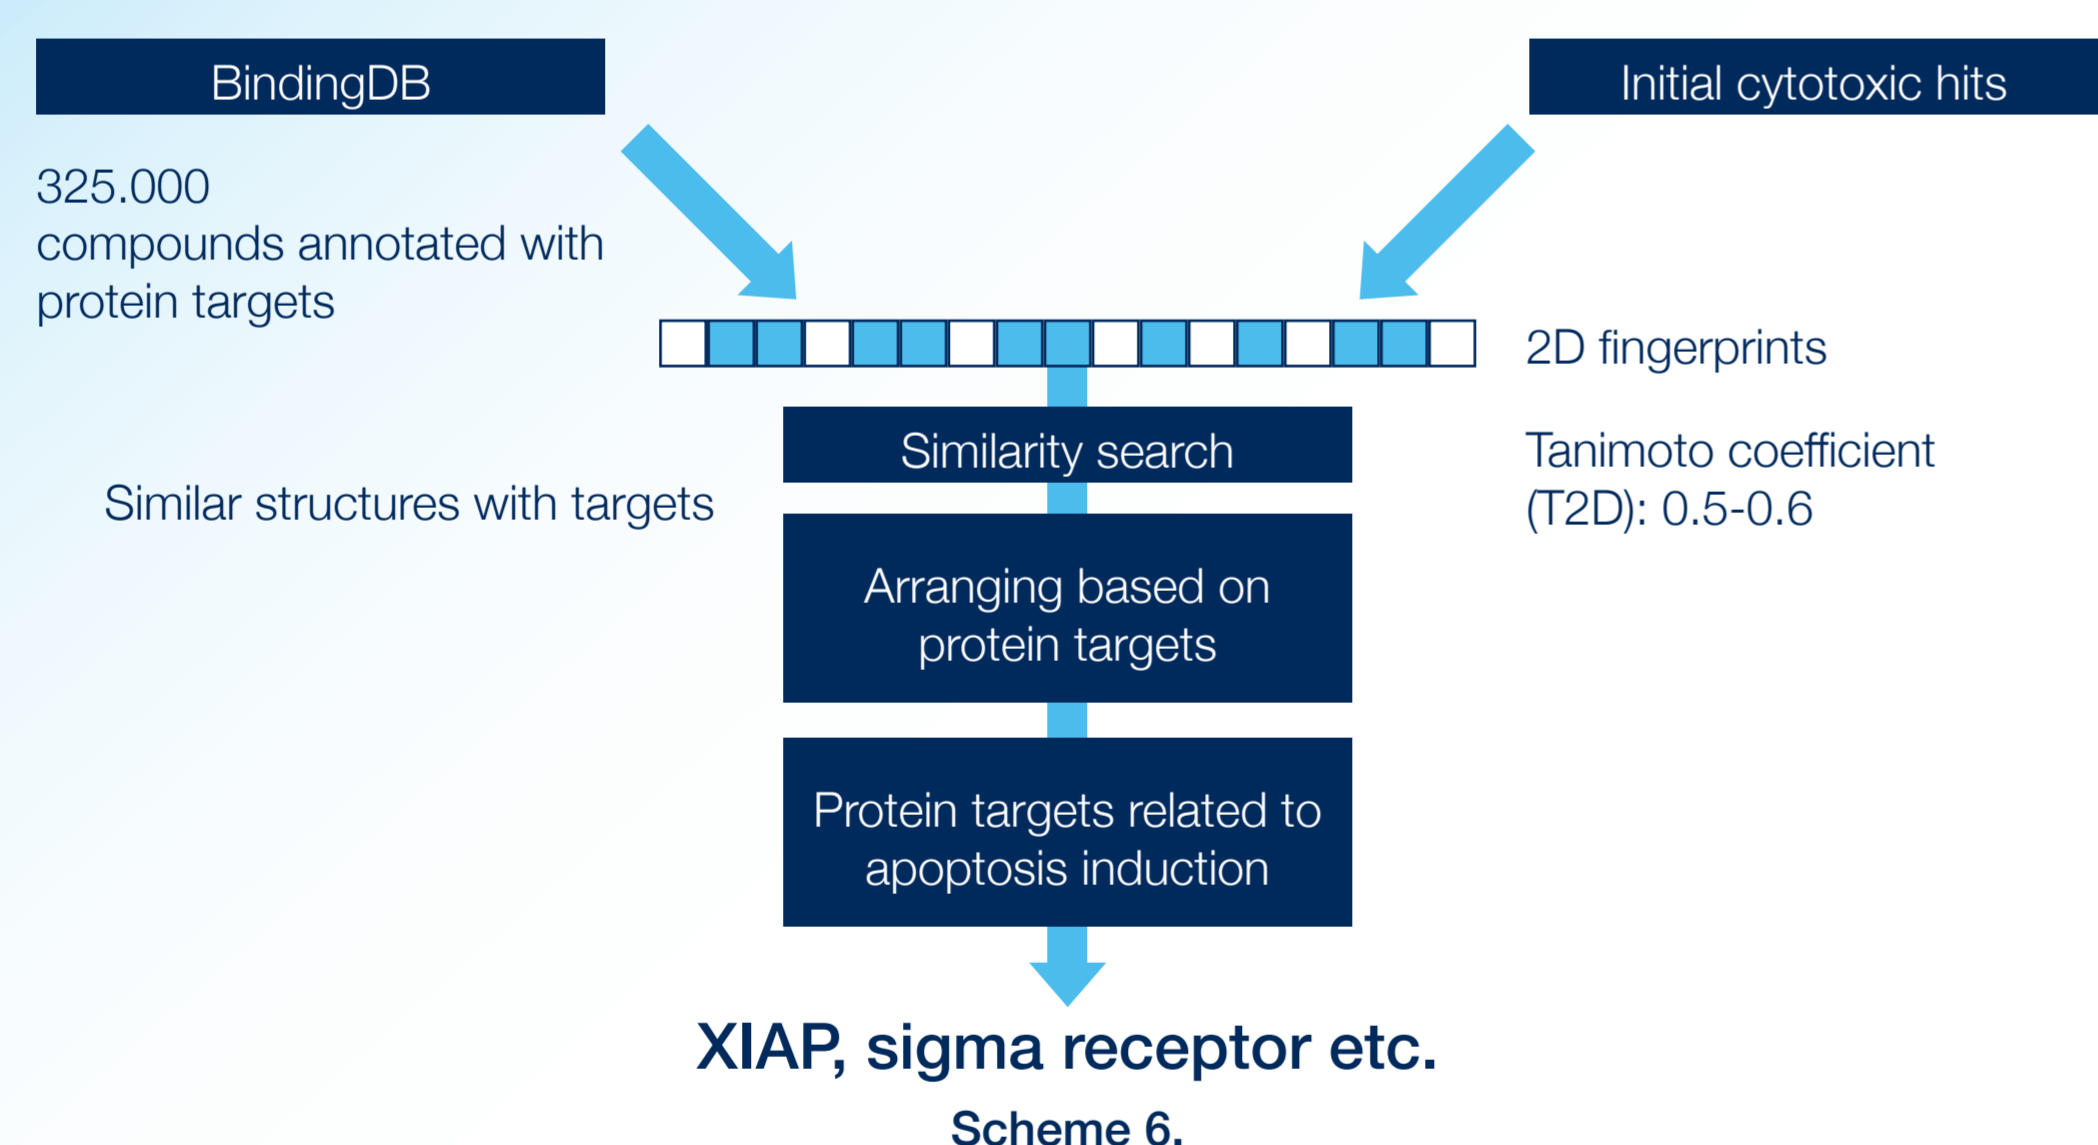 BindingDB
Initial cytotoxic hits
325.000
compounds annotated with
protein targets
2D fingerprints
Similarity search
Tanimoto coefficient
(T2D): 0.5-0.6
Similar structures with targets
Arranging based on
protein targets
Protein targets related to
apoptosis induction
XIAP, sigma receptor etc.
Scheme 6.